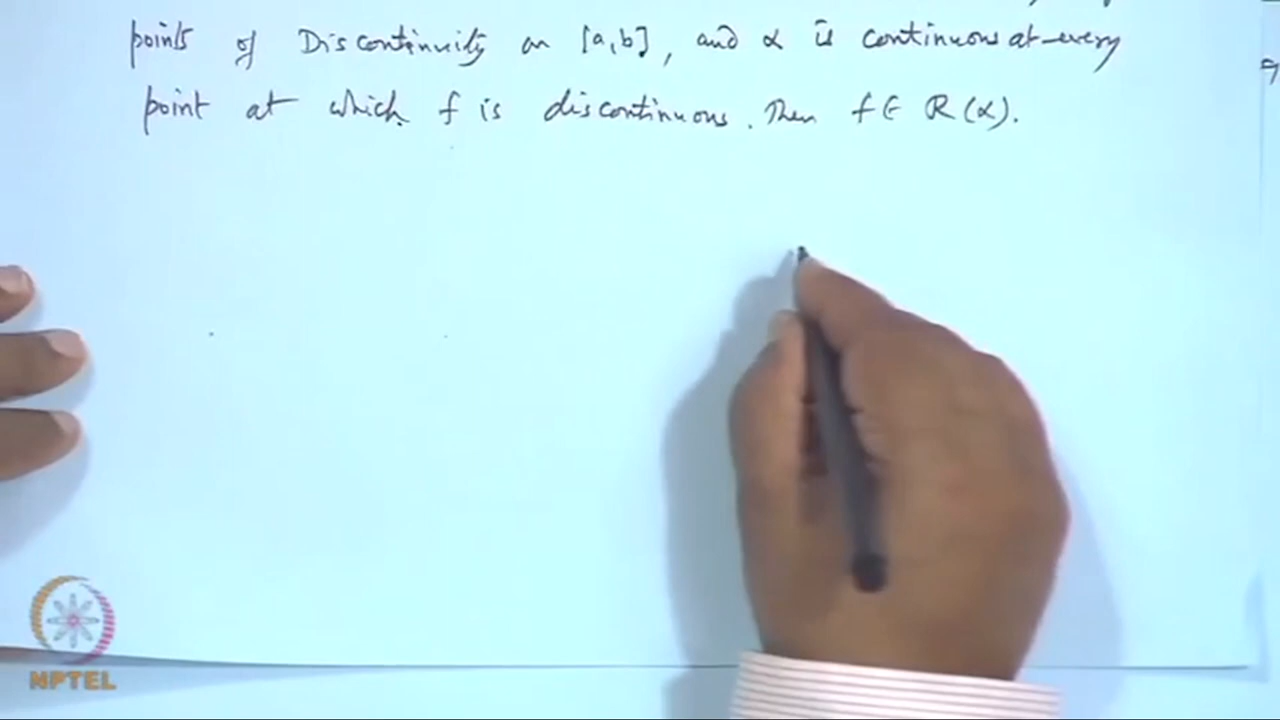 points of Discontinuity on [a,b], and α is continuous at every
point at which f is discontinuous. Then f ∈ R(α).
NPTEL